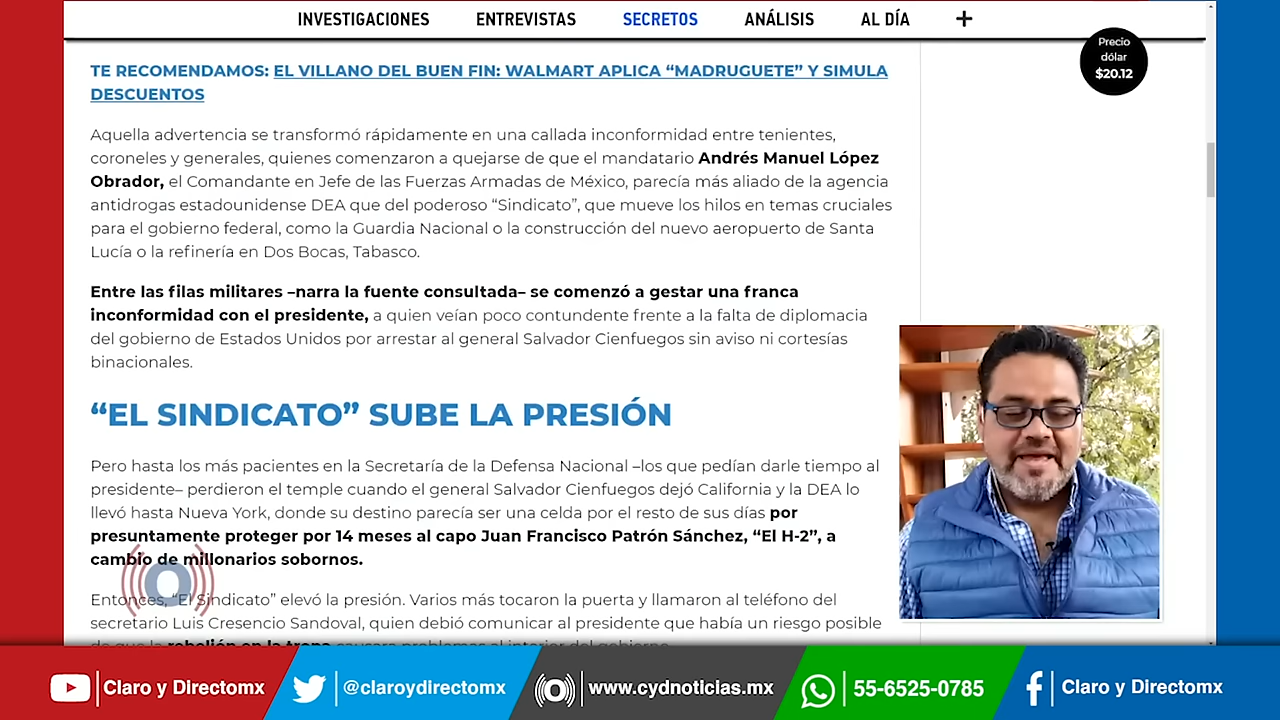 INVESTIGACIONES ENTREVISTAS SECRETOS ANÁLISIS AL DÍA +
Precio
dólar
$20.12
TE RECOMENDAMOS: EL VILLANO DEL BUEN FIN: WALMART APLICA “MADRUGUETE” Y SIMULA
DESCUENTOS
Aquella advertencia se transformó rápidamente en una callada inconformidad entre tenientes,
coroneles y generales, quienes comenzaron a quejarse de que el mandatario Andrés Manuel López
Obrador, el Comandante en Jefe de las Fuerzas Armadas de México, parecía más aliado de la agencia
antidrogas estadounidense DEA que del poderoso “Sindicato”, que mueve los hilos en temas cruciales
para el gobierno federal, como la Guardia Nacional o la construcción del nuevo aeropuerto de Santa
Lucía o la refinería en Dos Bocas, Tabasco.
Entre las filas militares –narra la fuente consultada– se comenzó a gestar una franca
inconformidad con el presidente, a quien veían poco contundente frente a la falta de diplomacia
del gobierno de Estados Unidos por arrestar al general Salvador Cienfuegos sin aviso ni cortesías
binacionales.
“EL SINDICATO” SUBE LA PRESIÓN
Pero hasta los más pacientes en la Secretaría de la Defensa Nacional –los que pedían darle tiempo al
presidente– perdieron el temple cuando el general Salvador Cienfuegos dejó California y la DEA lo
llevó hasta Nueva York, donde su destino parecía ser una celda por el resto de sus días por
presuntamente proteger por 14 meses al capo Juan Francisco Patrón Sánchez, “El H-2”, a
cambio de millonarios sobornos.
Entonces, “El Sindicato” elevó la presión. Varios más tocaron la puerta y llamaron al teléfono del
secretario Luis Cresencio Sandoval, quien debió comunicar al presidente que había un riesgo posible
de que la rebelión en la tropa causara problemas al interior del gobierno.
Claro y Directomx @claroydirectomx www.cydnoticias.mx 55-6525-0785 Claro y Directomx